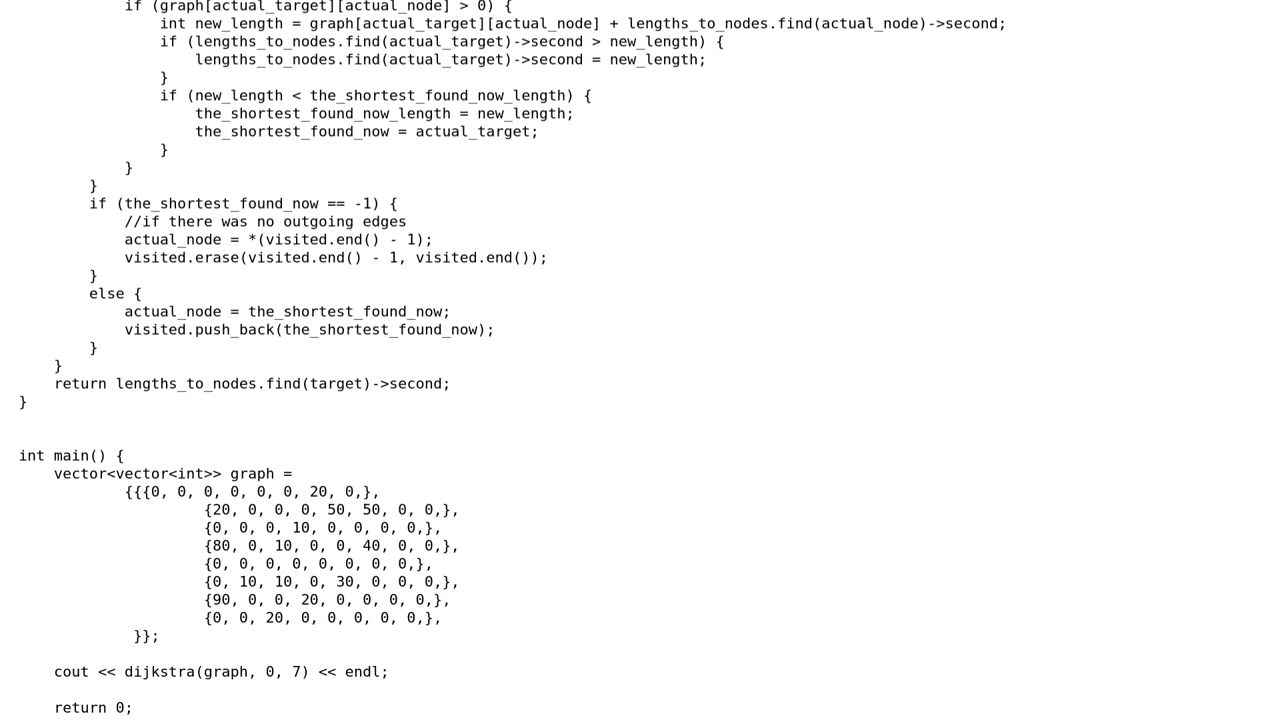 if (graph[actual_target][actual_node] > 0) {
                int new_length = graph[actual_target][actual_node] + lengths_to_nodes.find(actual_node)->second;
                if (lengths_to_nodes.find(actual_target)->second > new_length) {
                    lengths_to_nodes.find(actual_target)->second = new_length;
                }
                if (new_length < the_shortest_found_now_length) {
                    the_shortest_found_now_length = new_length;
                    the_shortest_found_now = actual_target;
                }
            }
        }
        if (the_shortest_found_now == -1) {
            //if there was no outgoing edges
            actual_node = *(visited.end() - 1);
            visited.erase(visited.end() - 1, visited.end());
        }
        else {
            actual_node = the_shortest_found_now;
            visited.push_back(the_shortest_found_now);
        }
    }
    return lengths_to_nodes.find(target)->second;
}


int main() {
    vector<vector<int>> graph =
            {{{0, 0, 0, 0, 0, 0, 20, 0,},
                     {20, 0, 0, 0, 50, 50, 0, 0,},
                     {0, 0, 0, 10, 0, 0, 0, 0,},
                     {80, 0, 10, 0, 0, 40, 0, 0,},
                     {0, 0, 0, 0, 0, 0, 0, 0,},
                     {0, 10, 10, 0, 30, 0, 0, 0,},
                     {90, 0, 0, 20, 0, 0, 0, 0,},
                     {0, 0, 20, 0, 0, 0, 0, 0,},
             }};

    cout << dijkstra(graph, 0, 7) << endl;

    return 0;